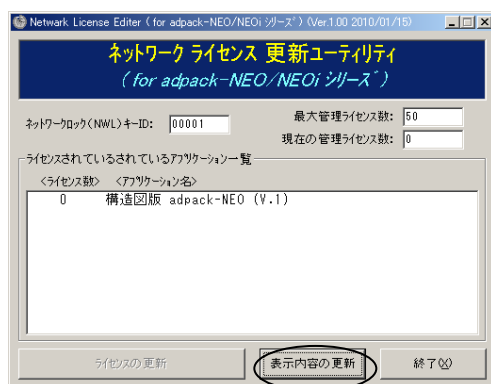 Netwark License Editer ( for adpack-NEO/NEOi ｼﾘｰｽﾞ ) (Ver.1.00 2010/01/15)
ネットワーク ライセンス 更新ユーティリティ
( for adpack-NEO/NEOi シリーズ )
ﾈｯﾄﾜｰｸﾛｯｸ(NWL)キーID: 00001
最大管理ﾗｲｾﾝｽ数: 50
現在の管理ﾗｲｾﾝｽ数: 0
ﾗｲｾﾝｽされているされているｱﾌﾟﾘｹｰｼｮﾝ一覧
<ﾗｲｾﾝｽ数> <ｱﾌﾟﾘｹｰｼｮﾝ名>
0 構造図版 adpack-NEO (V.1)
ﾗｲｾﾝｽの更新
表示内容の更新
終了(X)